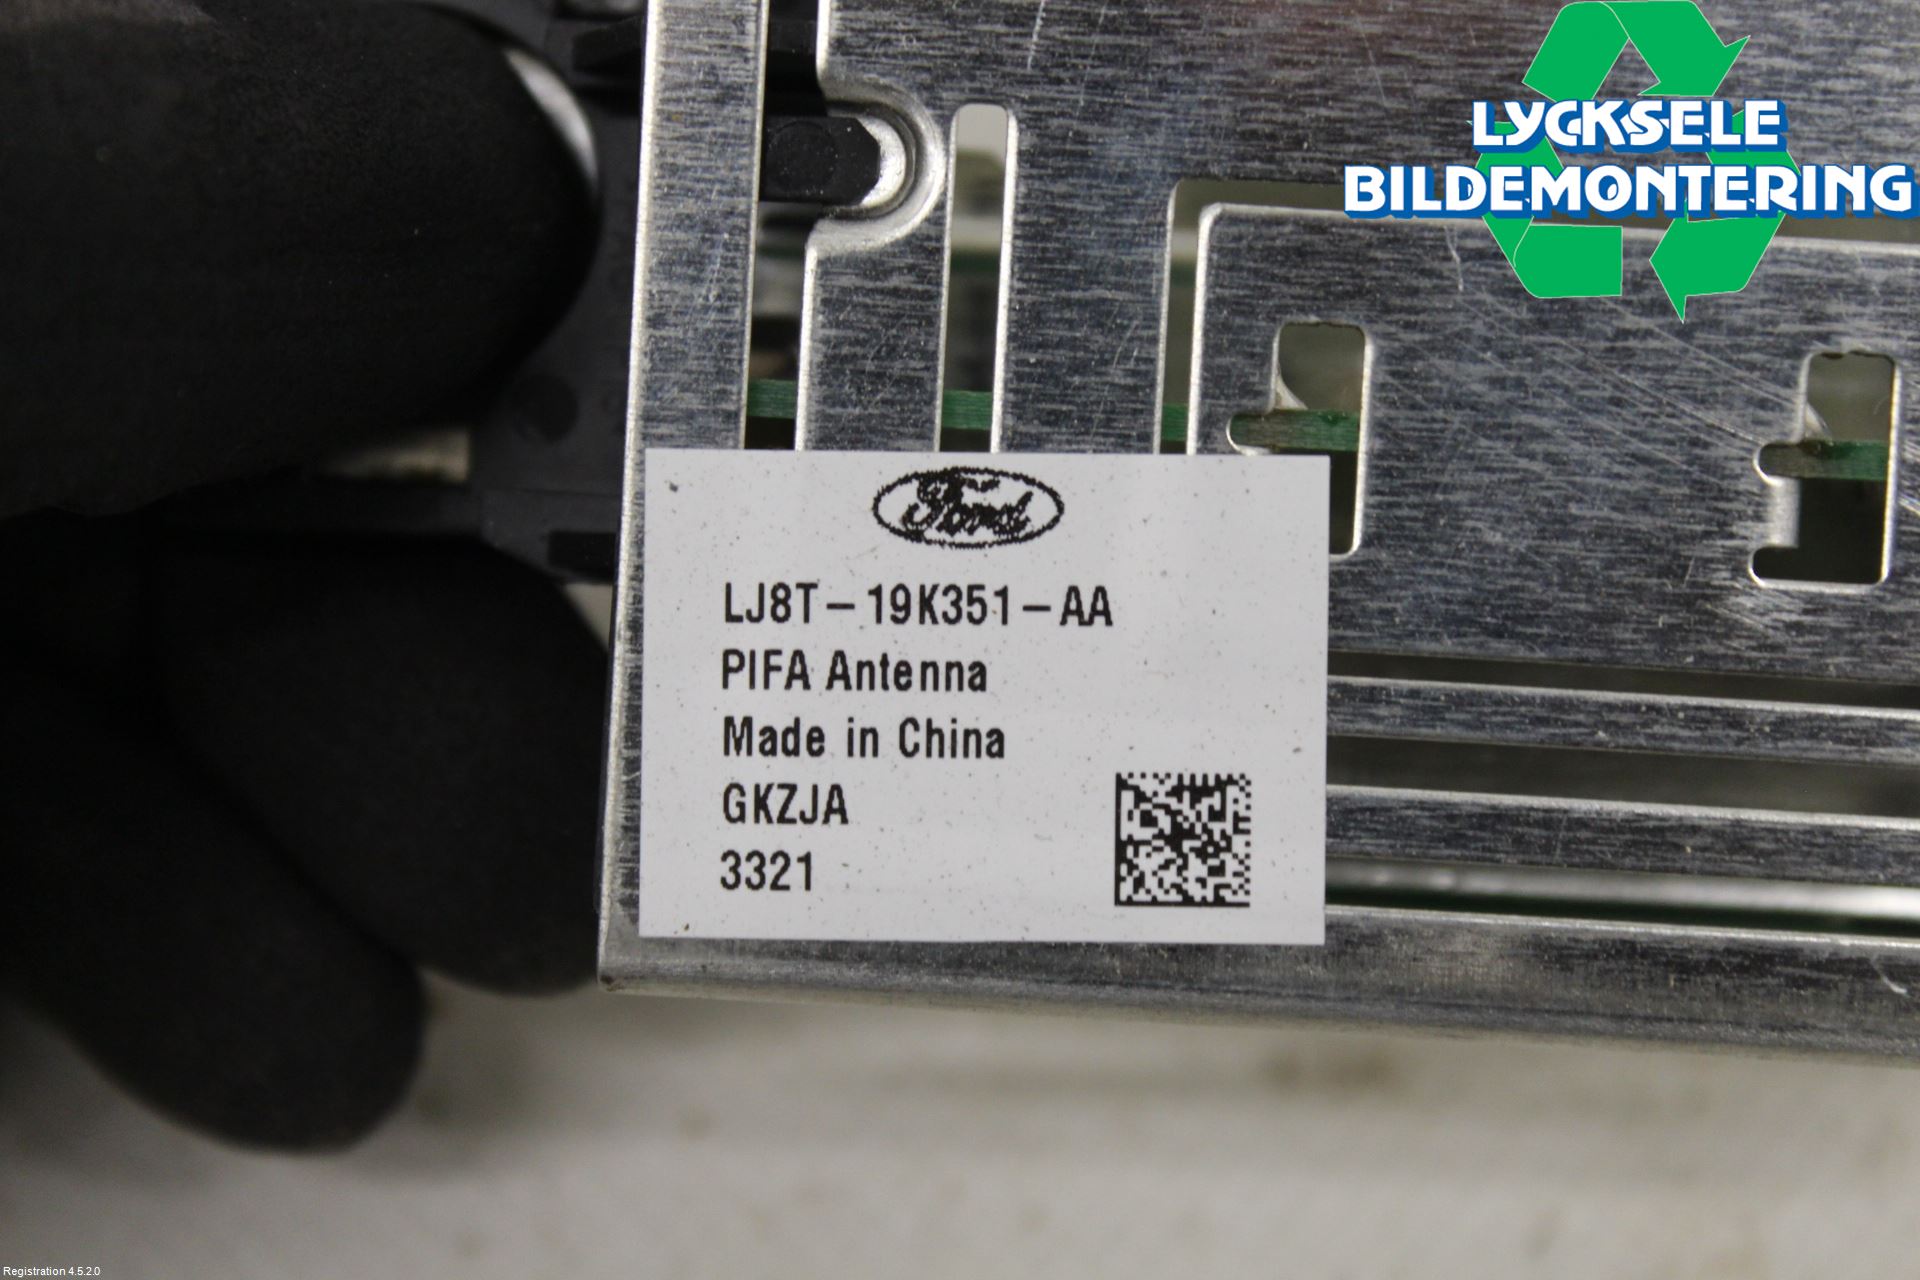 LYCKSELE
BILDEMONTERING
Ford
LJ8T-19K351-AA
PIFA Antenna
Made in China
GKZJA
3321
Registration 4.5.2.0